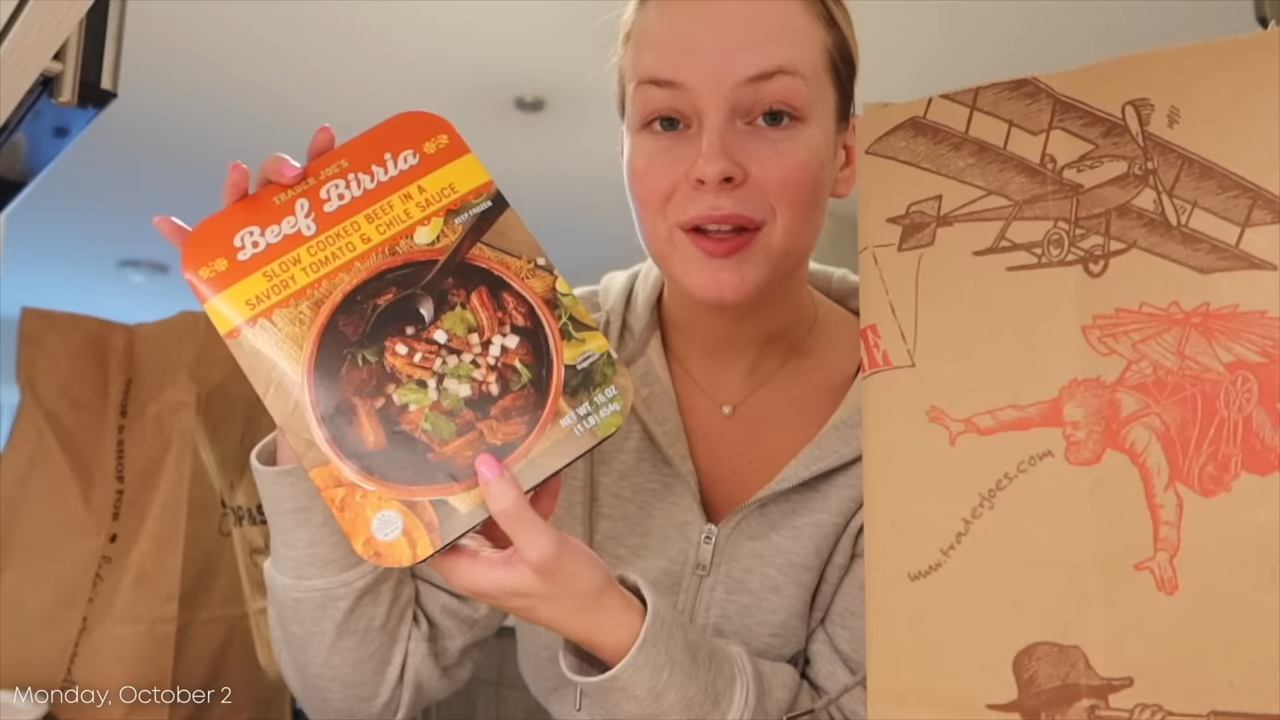 TRADER JOE'S
Beef Birria
SLOW COOKED BEEF IN A
SAVORY TOMATO & CHILE SAUCE
KEEP FROZEN
NET WT. 16 OZ
(1 LB) 454g
E
www.traderjoes.com
Monday, October 2